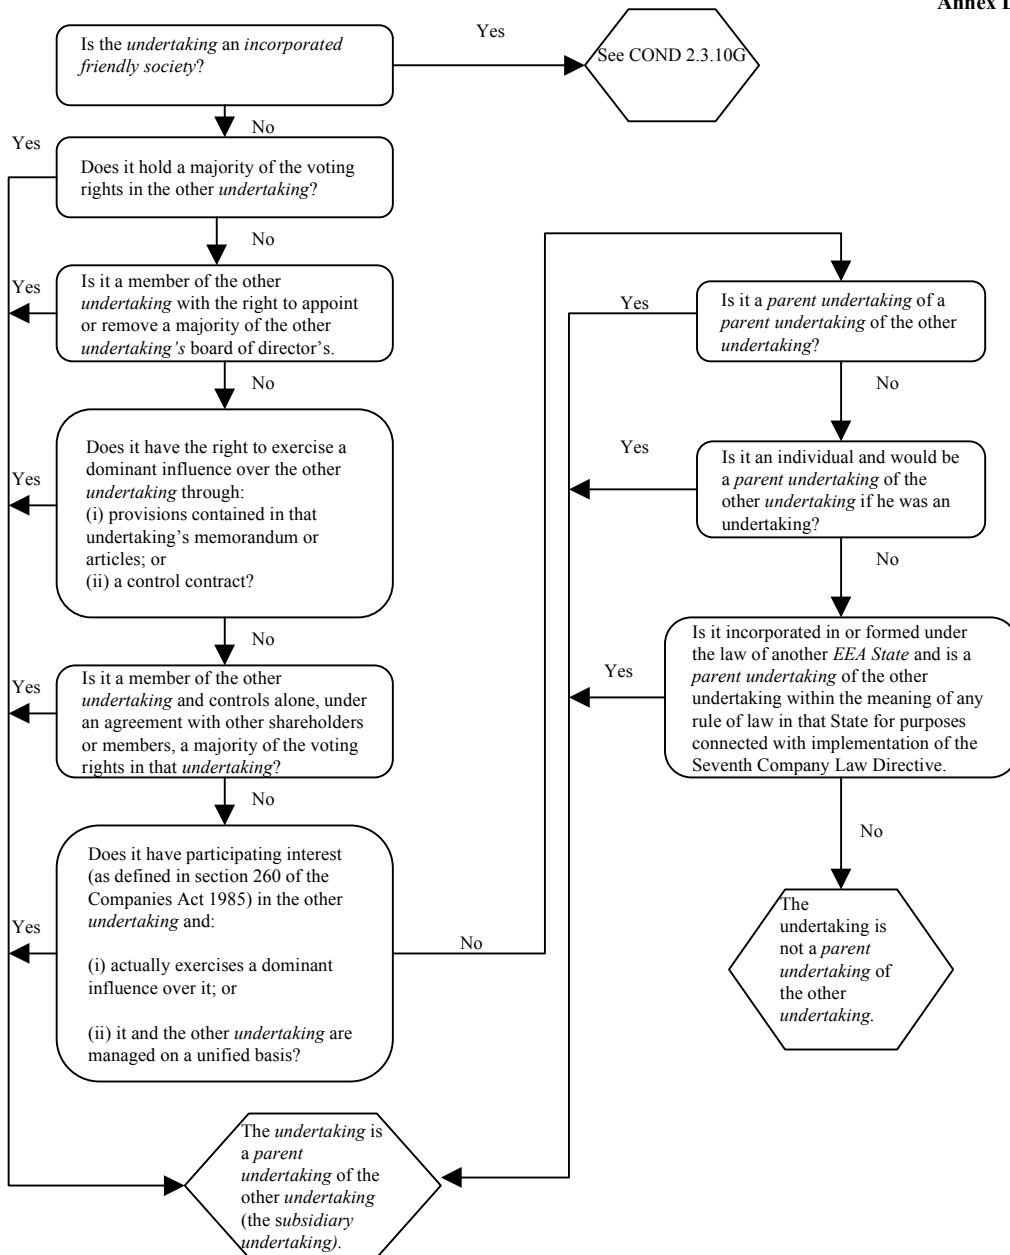 Annex D
Is the undertaking an incorporated
friendly society?
Yes
See COND 2.3.10G
No
Yes
Does it hold a majority of the voting
rights in the other undertaking?
No
Yes
Is it a member of the other
undertaking with the right to appoint
or remove a majority of the other
undertaking’s board of director’s.
No
Yes
Does it have the right to exercise a
dominant influence over the other
undertaking through:
(i) provisions contained in that
undertaking’s memorandum or
articles; or
(ii) a control contract?
No
Yes
Is it a member of the other
undertaking and controls alone, under
an agreement with other shareholders
or members, a majority of the voting
rights in that undertaking?
No
Yes
Does it have participating interest
(as defined in section 260 of the
Companies Act 1985) in the other
undertaking and:
(i) actually exercises a dominant
influence over it; or
(ii) it and the other undertaking are
managed on a unified basis?
No
Yes
Is it a parent undertaking of a
parent undertaking of the other
undertaking?
No
Yes
Is it an individual and would be
a parent undertaking of the
other undertaking if he was an
undertaking?
No
Yes
Is it incorporated in or formed under
the law of another EEA State and is a
parent undertaking of the other
undertaking within the meaning of any
rule of law in that State for purposes
connected with implementation of the
Seventh Company Law Directive.
No
The
undertaking is
not a parent
undertaking of
the other
undertaking.
The undertaking is
a parent
undertaking of the
other undertaking
(the subsidiary
undertaking).